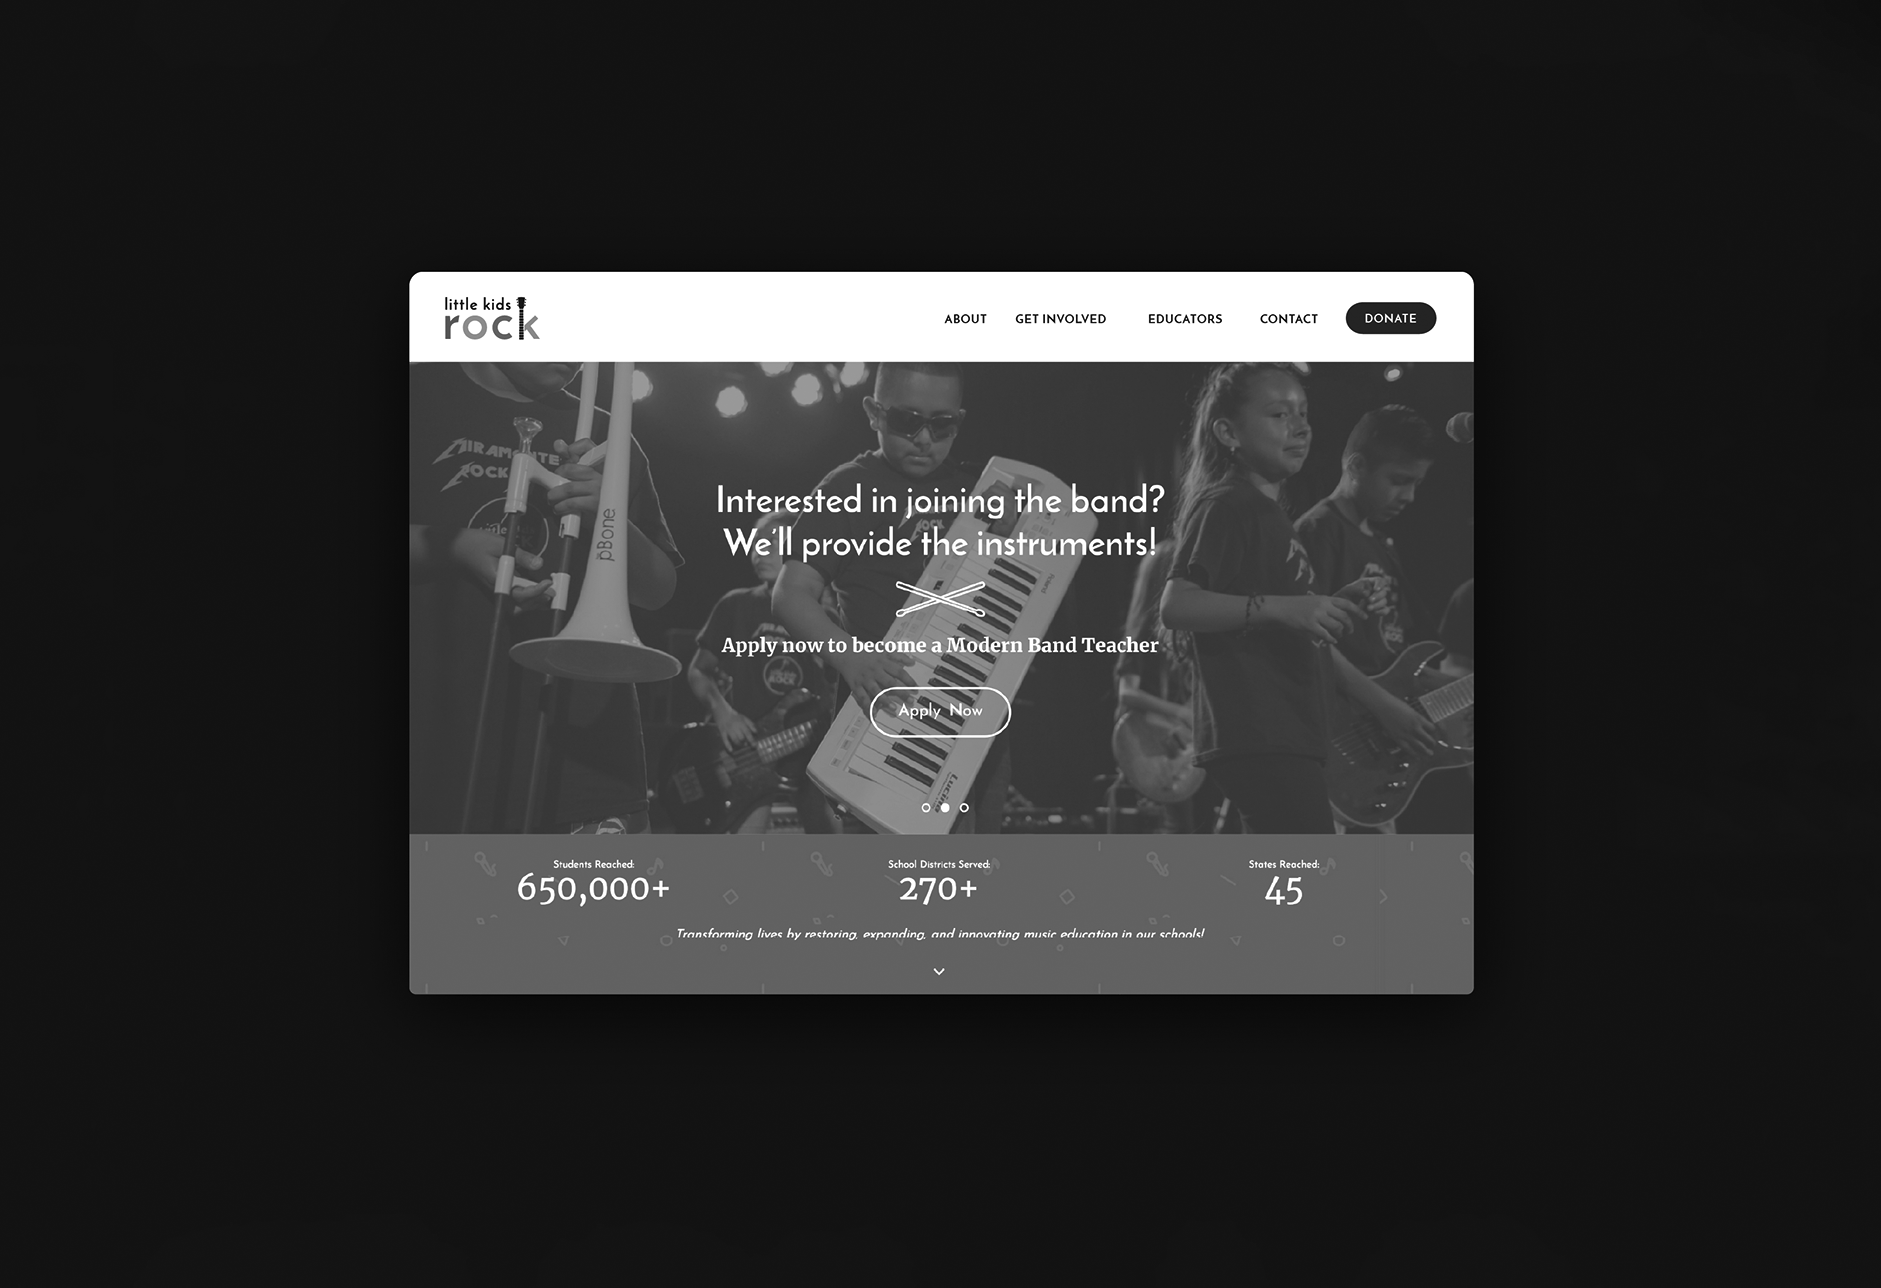 little kids
rock
ABOUT
GET INVOLVED
EDUCATORS
CONTACT
DONATE
MIRAMONTE
ROCK
pBone
Interested in joining the band?
We'll provide the instruments!
Apply now to become a Modern Band Teacher
Apply Now
Students Reached:
650,000+
School Districts Served:
270+
States Reached:
45
Transforming lives by restoring, expanding, and innovating music education in our schools!